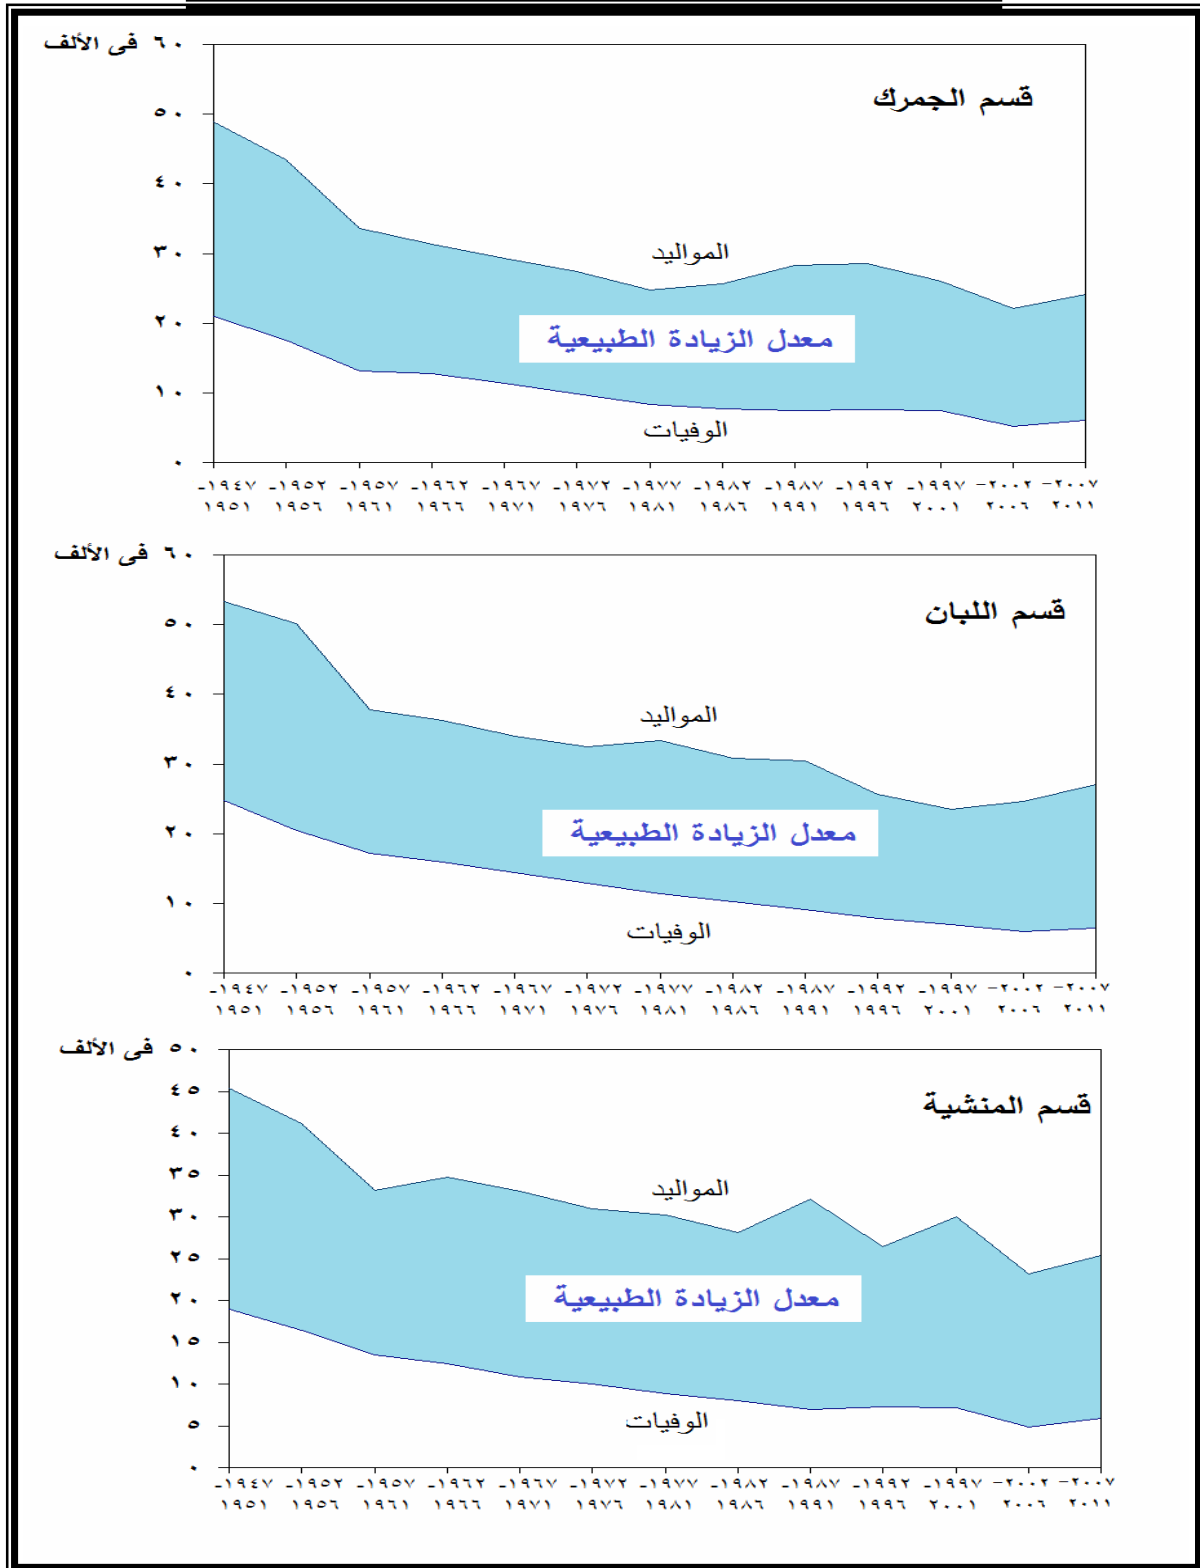 فى الألف
٦٠
قسم الجمرك
٥٠
٤٠
٣٠
المواليد
٢٠
معدل الزيادة الطبيعية
١٠
الوفيات
٠
١٩٤٧- ١٩٥٢- ١٩٥٧- ١٩٦٢- ١٩٦٧- ١٩٧٢- ١٩٧٧- ١٩٨٢- ١٩٨٧- ١٩٩٢- ١٩٩٧- ٢٠٠٢- ٢٠٠٧-
١٩٥١ ١٩٥٦ ١٩٦١ ١٩٦٦ ١٩٧١ ١٩٧٦ ١٩٨١ ١٩٨٦ ١٩٩١ ١٩٩٦ ٢٠٠١ ٢٠٠٦ ٢٠١١
فى الألف
٦٠
قسم اللبان
٥٠
٤٠
المواليد
٣٠
٢٠
معدل الزيادة الطبيعية
١٠
الوفيات
٠
١٩٤٧- ١٩٥٢- ١٩٥٧- ١٩٦٢- ١٩٦٧- ١٩٧٢- ١٩٧٧- ١٩٨٢- ١٩٨٧- ١٩٩٢- ١٩٩٧- ٢٠٠٢- ٢٠٠٧-
١٩٥١ ١٩٥٦ ١٩٦١ ١٩٦٦ ١٩٧١ ١٩٧٦ ١٩٨١ ١٩٨٦ ١٩٩١ ١٩٩٦ ٢٠٠١ ٢٠٠٦ ٢٠١١
فى الألف
٥٠
٤٥
قسم المنشية
٤٠
٣٥
المواليد
٣٠
٢٥
٢٠
معدل الزيادة الطبيعية
١٥
١٠
٥
الوفيات
٠
١٩٤٧- ١٩٥٢- ١٩٥٧- ١٩٦٢- ١٩٦٧- ١٩٧٢- ١٩٧٧- ١٩٨٢- ١٩٨٧- ١٩٩٢- ١٩٩٧- ٢٠٠٢- ٢٠٠٧-
١٩٥١ ١٩٥٦ ١٩٦١ ١٩٦٦ ١٩٧١ ١٩٧٦ ١٩٨١ ١٩٨٦ ١٩٩١ ١٩٩٦ ٢٠٠١ ٢٠٠٦ ٢٠١١